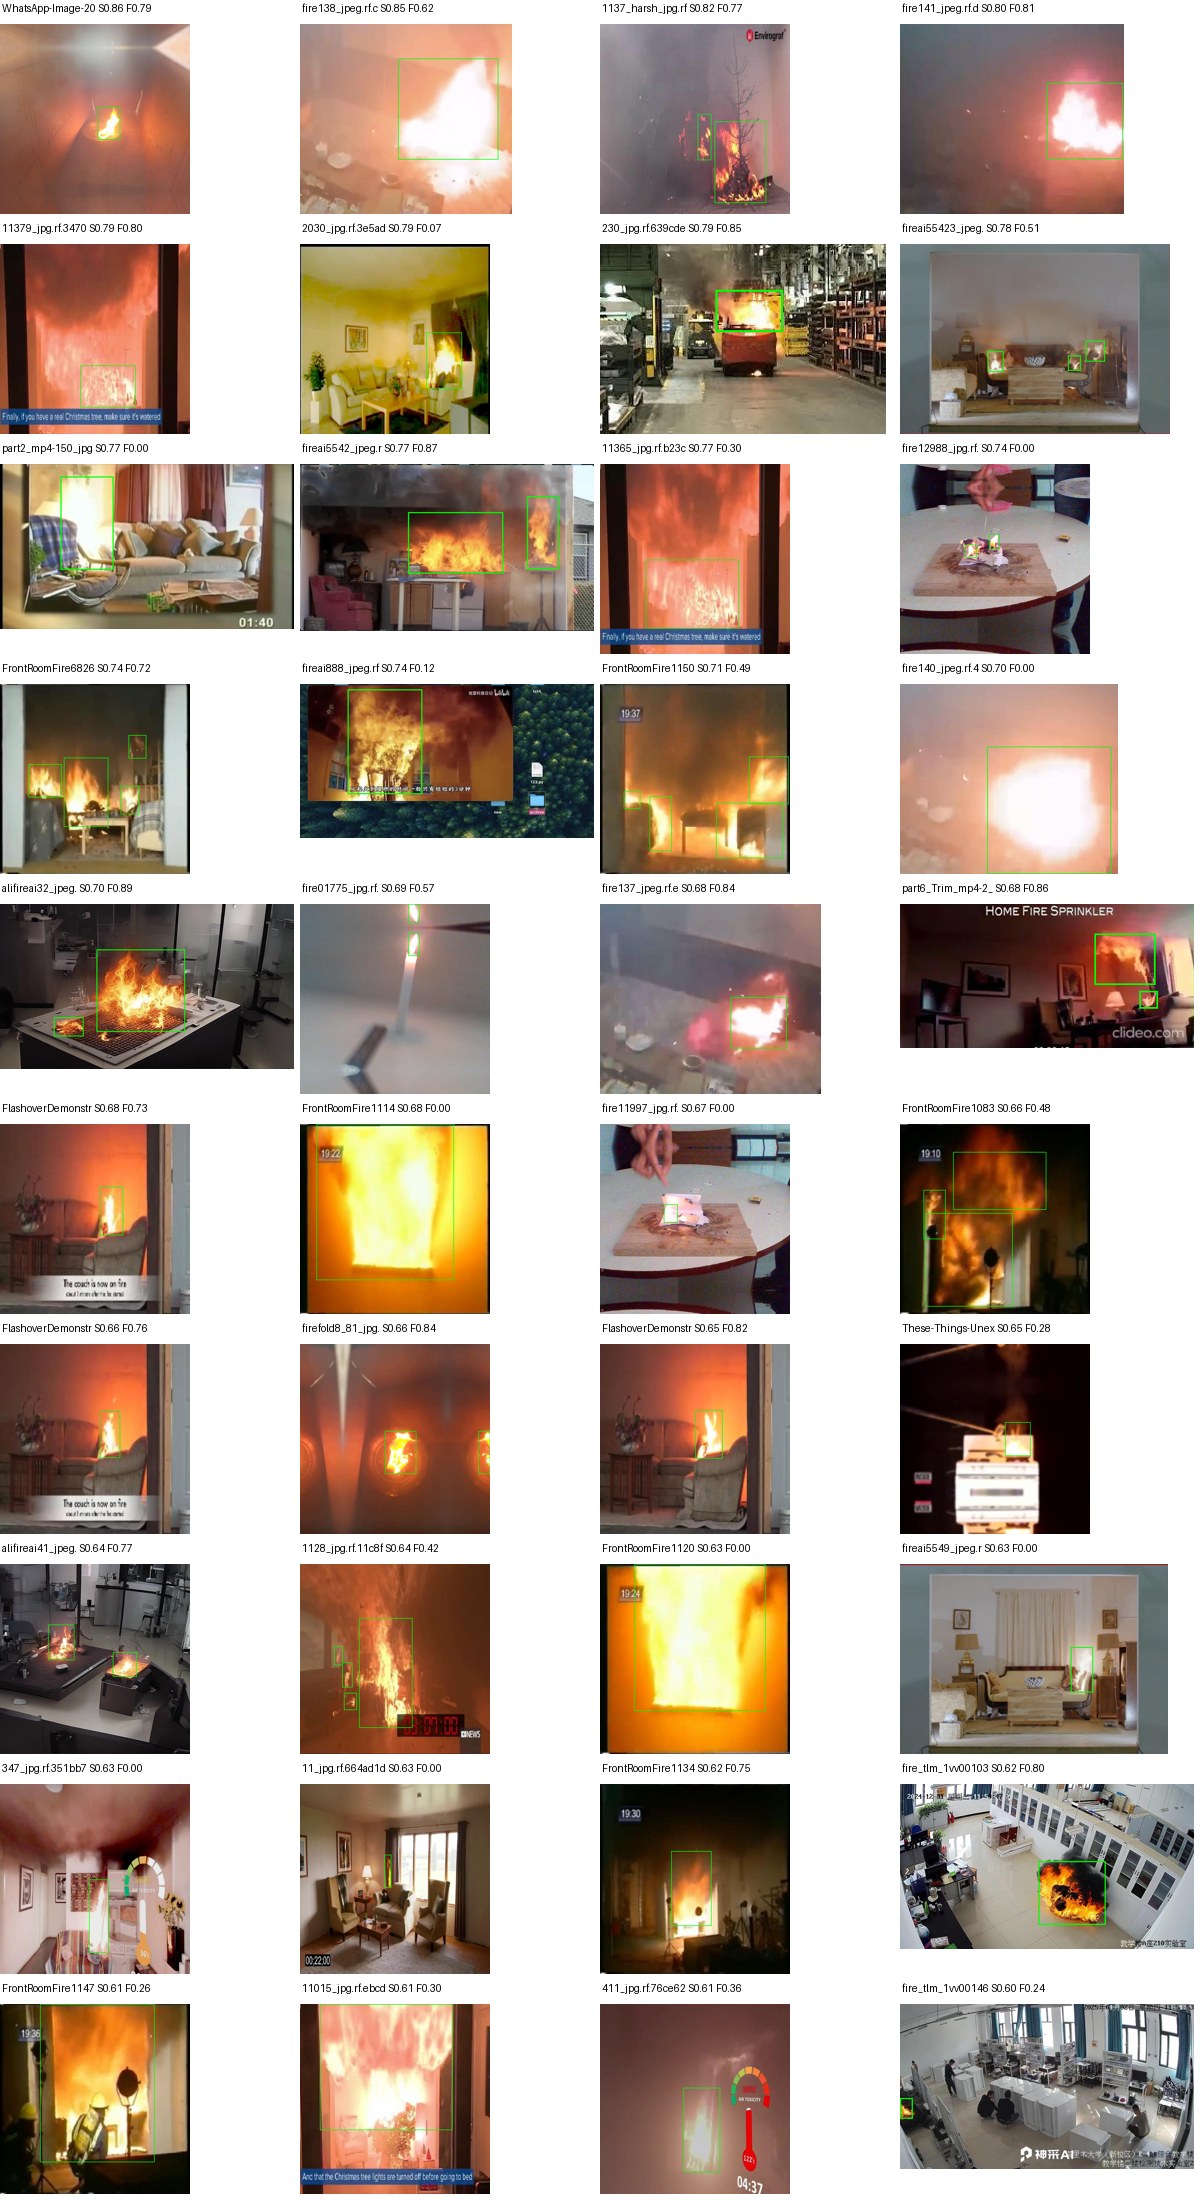 WhatsApp-Image-20 S0.86 F0.79
fire138_jpeg.rf.c S0.85 F0.62
1137_harsh_jpg.rf S0.82 F0.77
fire141_jpeg.rf.d S0.80 F0.81
Envirograf
11379_jpg.rf.3470 S0.79 F0.80
2030_jpg.rf.3e5ad S0.79 F0.07
230_jpg.rf.639cde S0.79 F0.85
fireai55423_jpeg. S0.78 F0.51
Finally, if you have a real Christmas tree, make sure it's watered
part2_mp4-150_jpg S0.77 F0.00
fireai5542_jpeg.r S0.77 F0.87
11365_jpg.rf.b23c S0.77 F0.30
fire12988_jpg.rf. S0.74 F0.00
01:40
Finally, if you have a real Christmas tree, make sure it's watered
FrontRoomFire6826 S0.74 F0.72
fireai888_jpeg.rf S0.74 F0.12
FrontRoomFire1150 S0.71 F0.49
fire140_jpeg.rf.4 S0.70 F0.00
19:37
alifireai32_jpeg. S0.70 F0.89
fire01775_jpg.rf. S0.69 F0.57
fire137_jpeg.rf.e S0.68 F0.84
part6_Trim_mp4-2_ S0.68 F0.86
HOME FIRE SPRINKLER
clideo.com
FlashoverDemonstr S0.68 F0.73
FrontRoomFire1114 S0.68 F0.00
fire11997_jpg.rf. S0.67 F0.00
FrontRoomFire1083 S0.66 F0.48
19:22
19:10
The couch is now on fire
FlashoverDemonstr S0.66 F0.76
firefold8_81_jpg. S0.66 F0.84
FlashoverDemonstr S0.65 F0.82
These-Things-Unex S0.65 F0.28
The couch is now on fire
alifireai41_jpeg. S0.64 F0.77
1128_jpg.rf.11c8f S0.64 F0.42
FrontRoomFire1120 S0.63 F0.00
fireai5549_jpeg.r S0.63 F0.00
19:24
NEWS
347_jpg.rf.351bb7 S0.63 F0.00
11_jpg.rf.664ad1d S0.63 F0.00
FrontRoomFire1134 S0.62 F0.75
fire_tlm_1vv00103 S0.62 F0.80
19:30
AIR TOXICITY
00:22:00
FrontRoomFire1147 S0.61 F0.26
11015_jpg.rf.ebcd S0.61 F0.30
411_jpg.rf.76ce62 S0.61 F0.36
fire_tlm_1vv00146 S0.60 F0.24
19:36
AIR TOXICITY
神采AI
And that the Christmas tree lights are turned off before going to bed
04:37